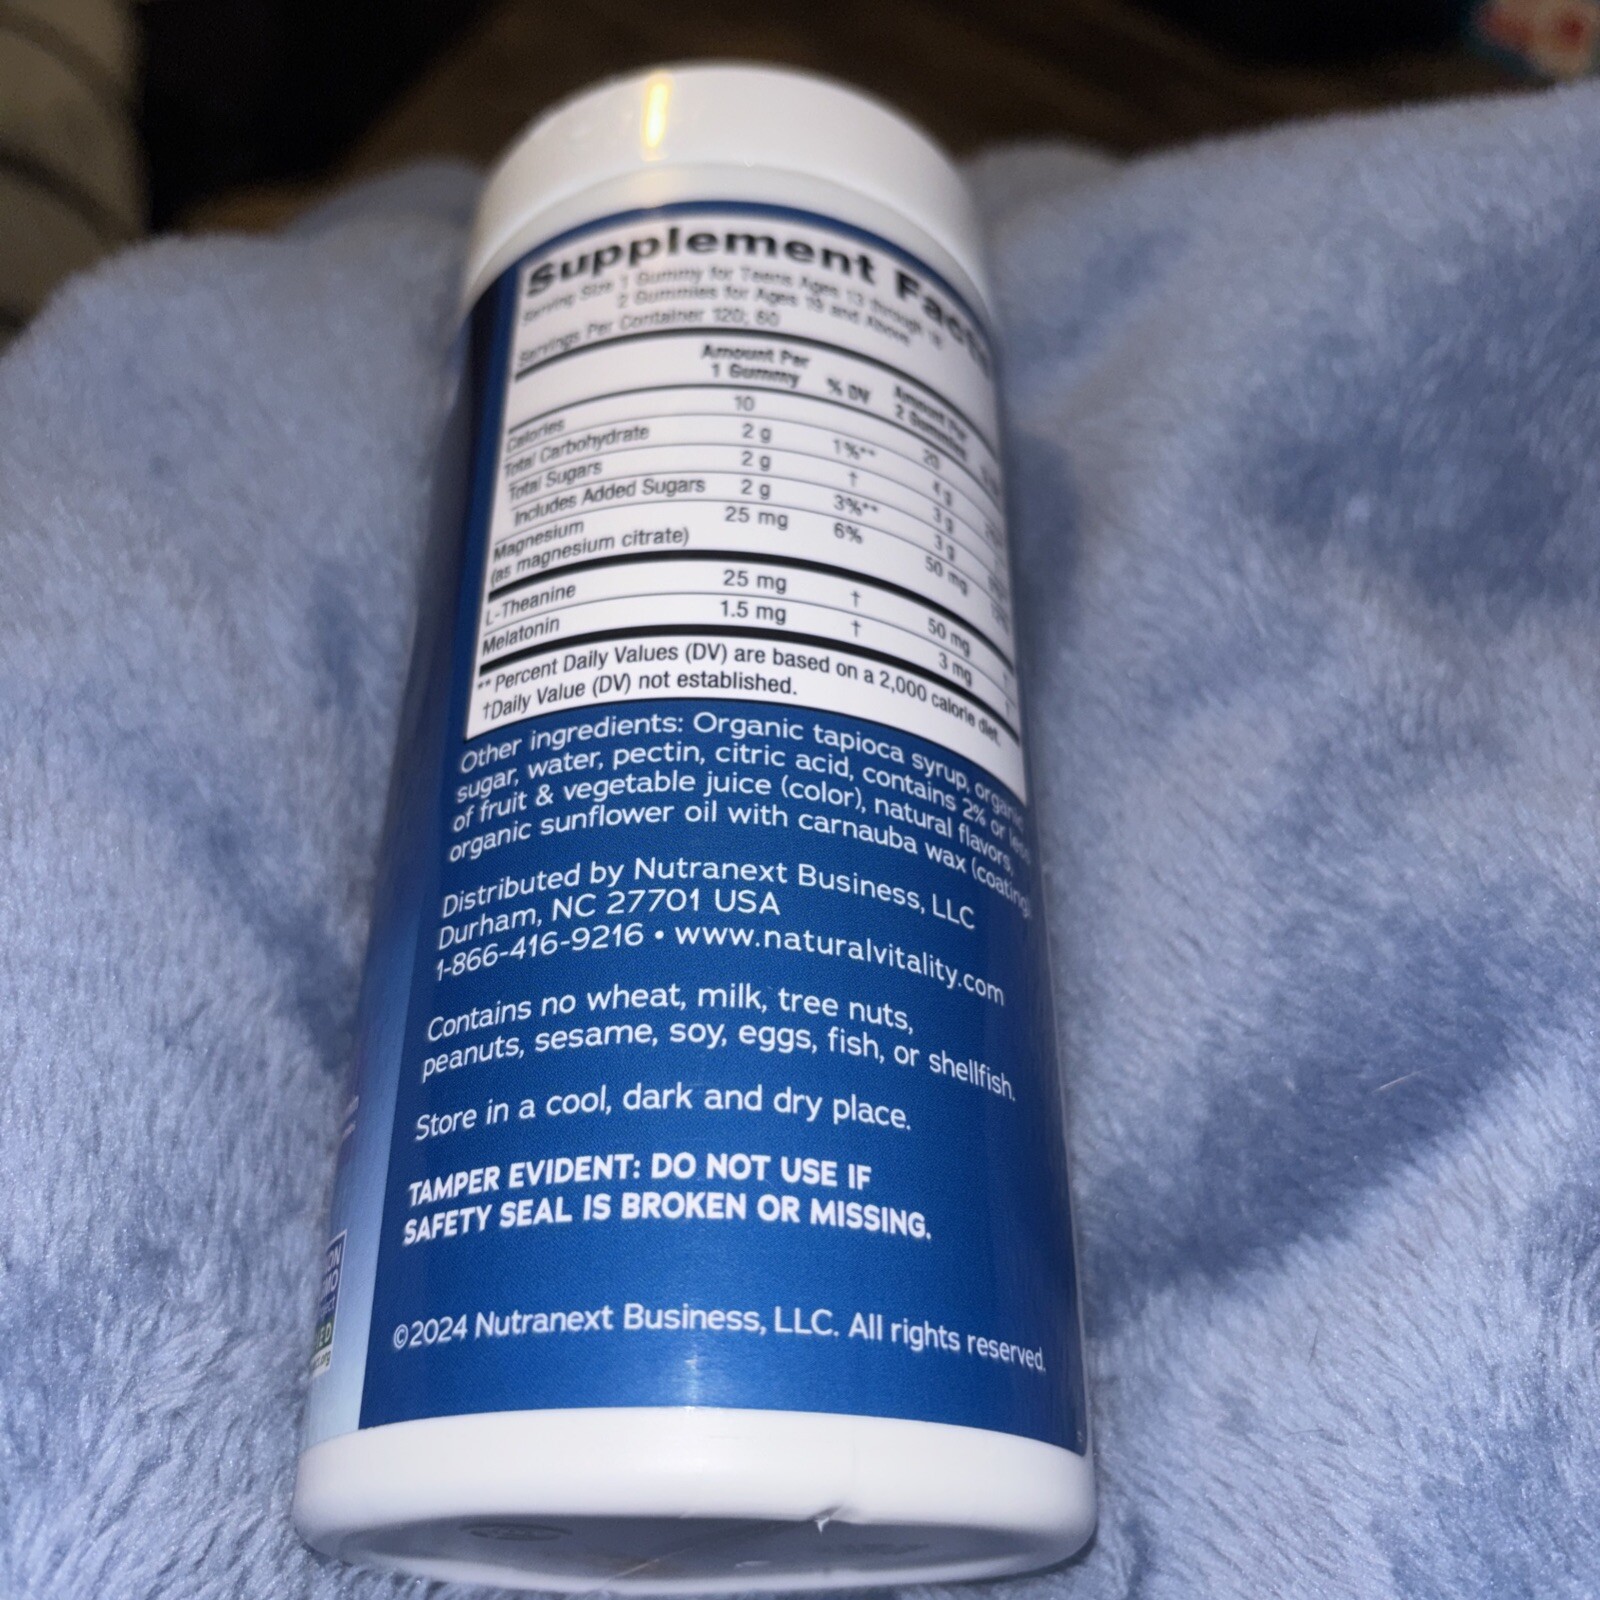 Supplement Facts
Serving Size 1 Gummy for Teens Ages 13 through 18
2 Gummies for Ages 19 and Above
Servings Per Container 120; 60
Amount Per 1 Gummy % DV Amount Per 2 Gummies
Calories 10 20
Total Carbohydrate 2 g 1%** 4 g
Total Sugars 2 g † 3 g
Includes Added Sugars 2 g 3%** 3 g
Magnesium (as magnesium citrate) 25 mg 6% 50 mg
L-Theanine 25 mg † 50 mg †
Melatonin 1.5 mg † 3 mg †
** Percent Daily Values (DV) are based on a 2,000 calorie diet.
†Daily Value (DV) not established.
Other ingredients: Organic tapioca syrup, organic
sugar, water, pectin, citric acid, contains 2% or less
of fruit & vegetable juice (color), natural flavors,
organic sunflower oil with carnauba wax (coating).
Distributed by Nutranext Business, LLC
Durham, NC 27701 USA
1-866-416-9216 • www.naturalvitality.com
Contains no wheat, milk, tree nuts,
peanuts, sesame, soy, eggs, fish, or shellfish.
Store in a cool, dark and dry place.
TAMPER EVIDENT: DO NOT USE IF
SAFETY SEAL IS BROKEN OR MISSING.
©2024 Nutranext Business, LLC. All rights reserved.